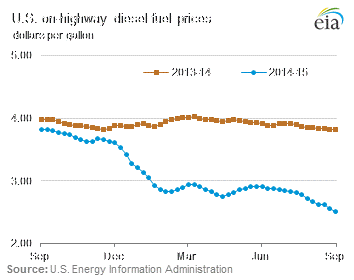 U.S. on-highway diesel fuel prices
dollars per gallon
eia
5.00
2013-14
2014-15
4.00
3.00
2.00
Sep
Dec
Mar
Jun
Sep
Source: U.S. Energy Information Administration